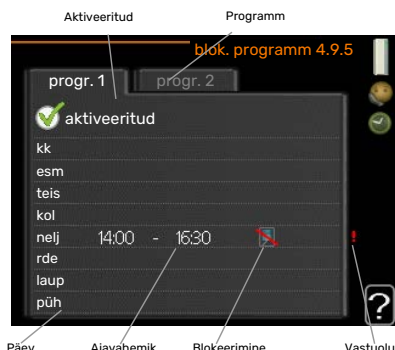 Aktiveeritud Programm
blok. programm 4.9.5
progr. 1 progr. 2
aktiveeritud
kk
esm
teis
kol
nelj 14:00 - 16:30 !
rde
laup
püh
?
Päev Ajavahemik Blokeerimine Vastuolu